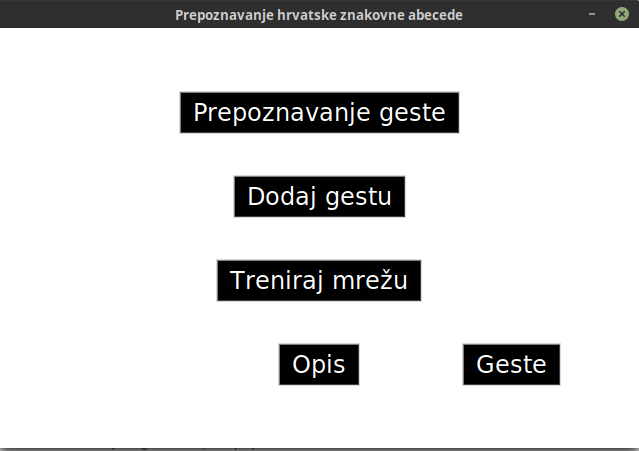 Prepoznavanje hrvatske znakovne abecede
Prepoznavanje geste
Dodaj gestu
Treniraj mrežu
Opis
Geste